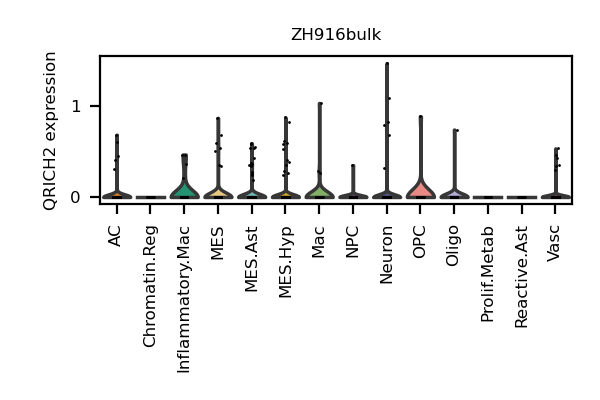 ZH916bulk
QRICH2 expression
1
0
AC
Chromatin.Reg
Inflammatory.Mac
MES
MES.Ast
MES.Hyp
Mac
NPC
Neuron
OPC
Oligo
Prolif.Metab
Reactive.Ast
Vasc